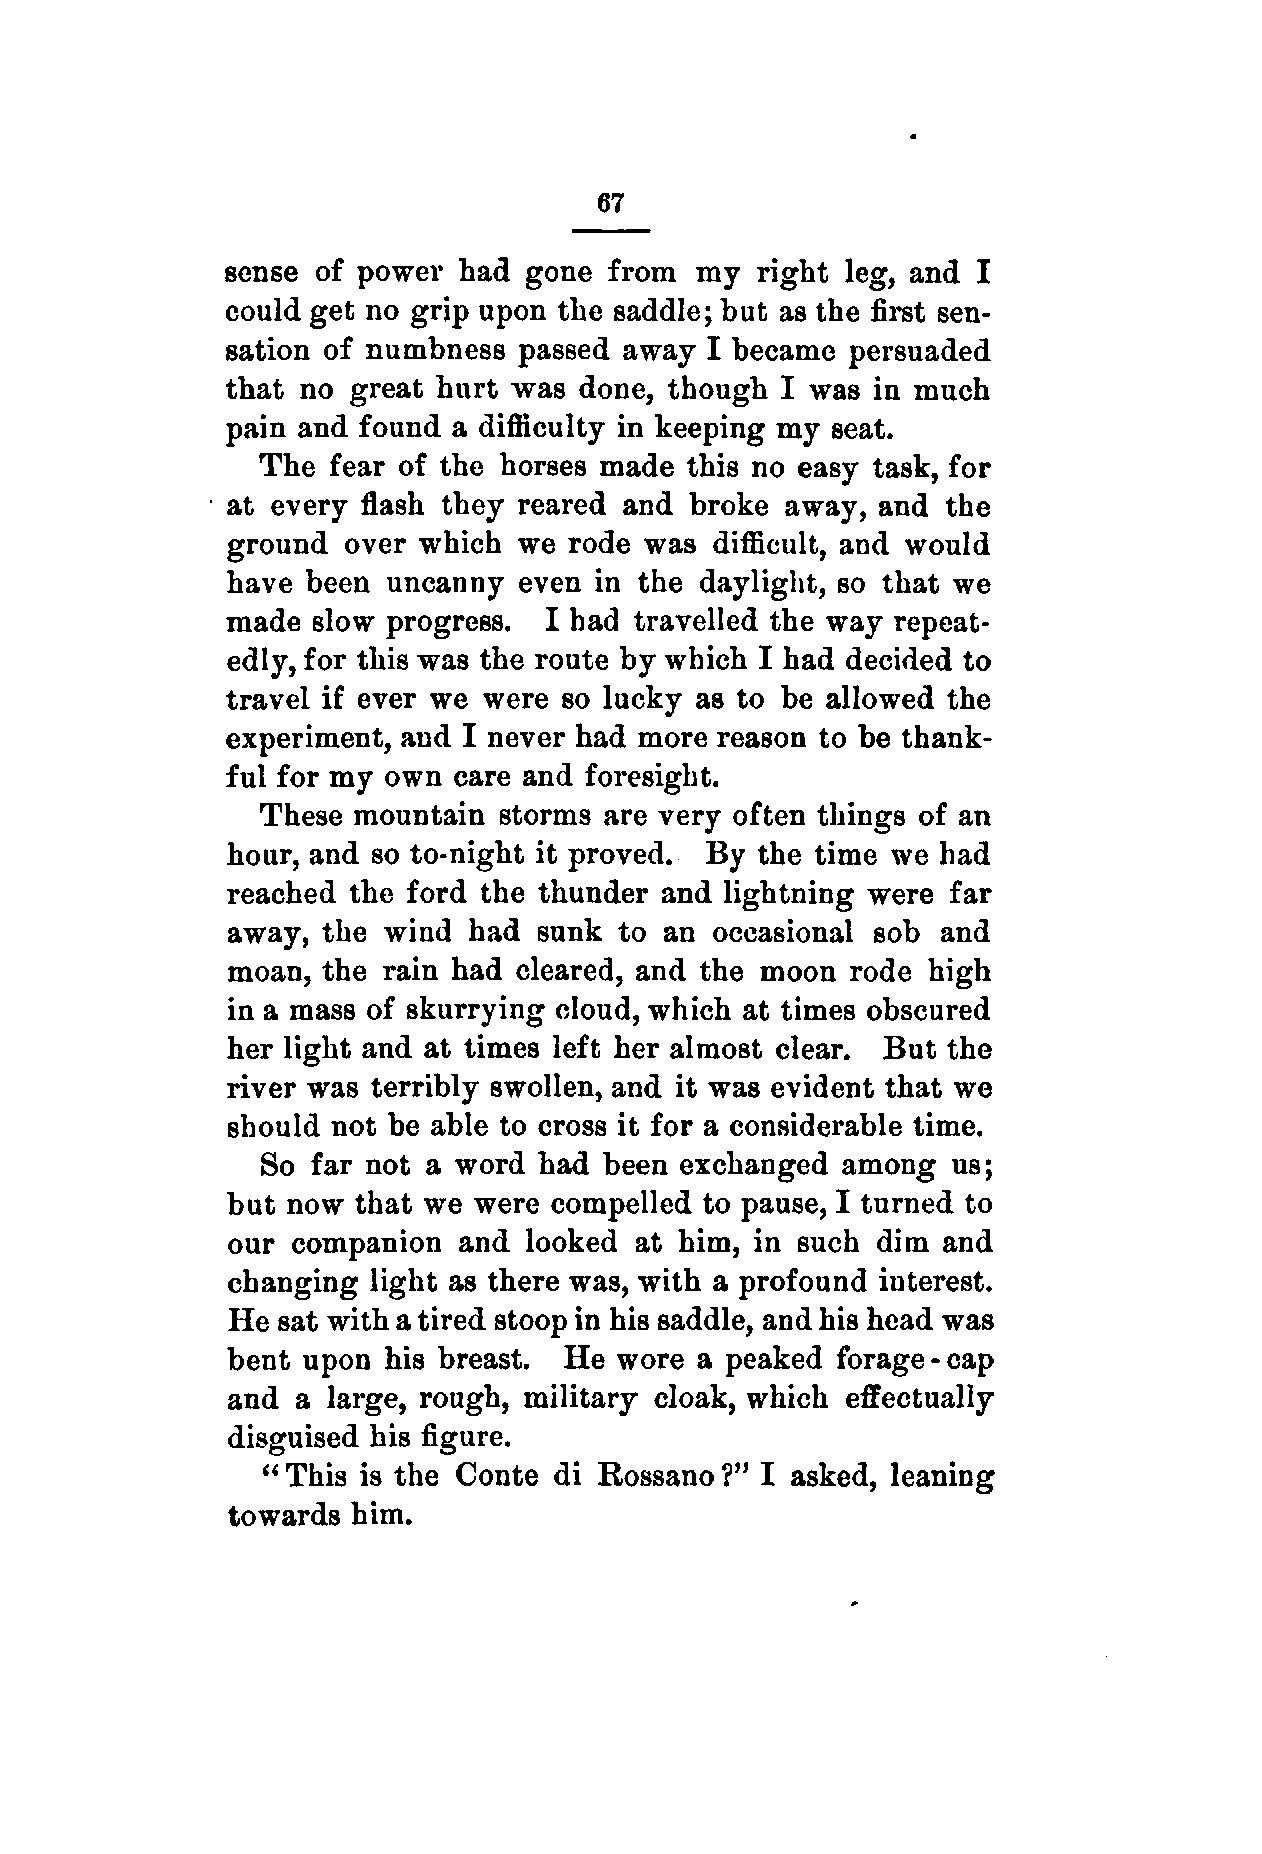 67
sense of power had gone from my right leg, and I
could get no grip upon the saddle; but as the first sen-
sation of numbness passed away I became persuaded
that no great hurt was done, though I was in much
pain and found a difficulty in keeping my seat.
The fear of the horses made this no easy task, for
at every flash they reared and broke away, and the
ground over which we rode was difficult, and would
have been uncanny even in the daylight, so that we
made slow progress. I had travelled the way repeat-
edly, for this was the route by which I had decided to
travel if ever we were so lucky as to be allowed the
experiment, and I never had more reason to be thank-
ful for my own care and foresight.
These mountain storms are very often things of an
hour, and so to-night it proved. By the time we had
reached the ford the thunder and lightning were far
away, the wind had sunk to an occasional sob and
moan, the rain had cleared, and the moon rode high
in a mass of skurrying cloud, which at times obscured
her light and at times left her almost clear. But the
river was terribly swollen, and it was evident that we
should not be able to cross it for a considerable time.
So far not a word had been exchanged among us;
but now that we were compelled to pause, I turned to
our companion and looked at him, in such dim and
changing light as there was, with a profound interest.
He sat with a tired stoop in his saddle, and his head was
bent upon his breast. He wore a peaked forage-cap
and a large, rough, military cloak, which effectually
disguised his figure.
"This is the Conte di Rossano?" I asked, leaning
towards him.